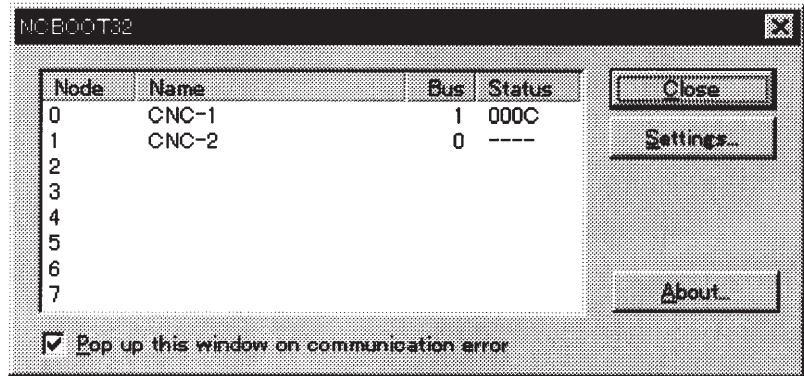 NCBOOT32
Node Name Bus Status
0 CNC-1 1 000C
1 CNC-2 0 ----
2
3
4
5
6
7
Close
Settings...
About...
Pop up this window on communication error